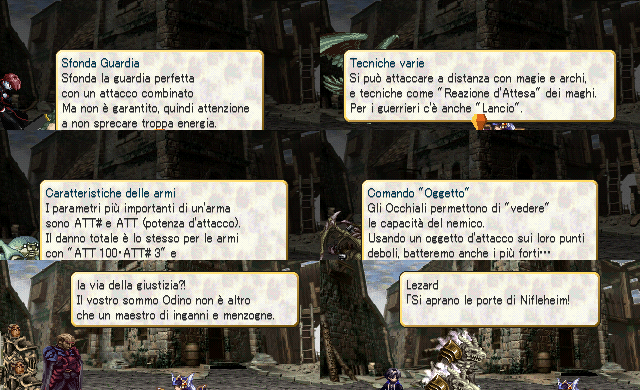 Sfonda Guardia
Sfonda la guardia perfetta
con un attacco combinato
Ma non è garantito, quindi attenzione
a non sprecare troppa energia.
Tecniche varie
Si può attaccare a distanza con magie e archi,
e tecniche come "Reazione d'Attesa" dei maghi.
Per i guerrieri c'è anche "Lancio".
Caratteristiche delle armi
I parametri più importanti di un'arma
sono ATT# e ATT (potenza d'attacco).
Il danno totale è lo stesso per le armi
con "ATT 100・ATT# 3" e
Comando "Oggetto"
Gli Occhiali permettono di "vedere"
le capacità del nemico.
Usando un oggetto d'attacco sui loro punti
deboli, batteremo anche i più forti…
la via della giustizia?!
Il vostro sommo Odino non è altro
che un maestro di inganni e menzogne.
Lezard
「Si aprano le porte di Nifleheim!